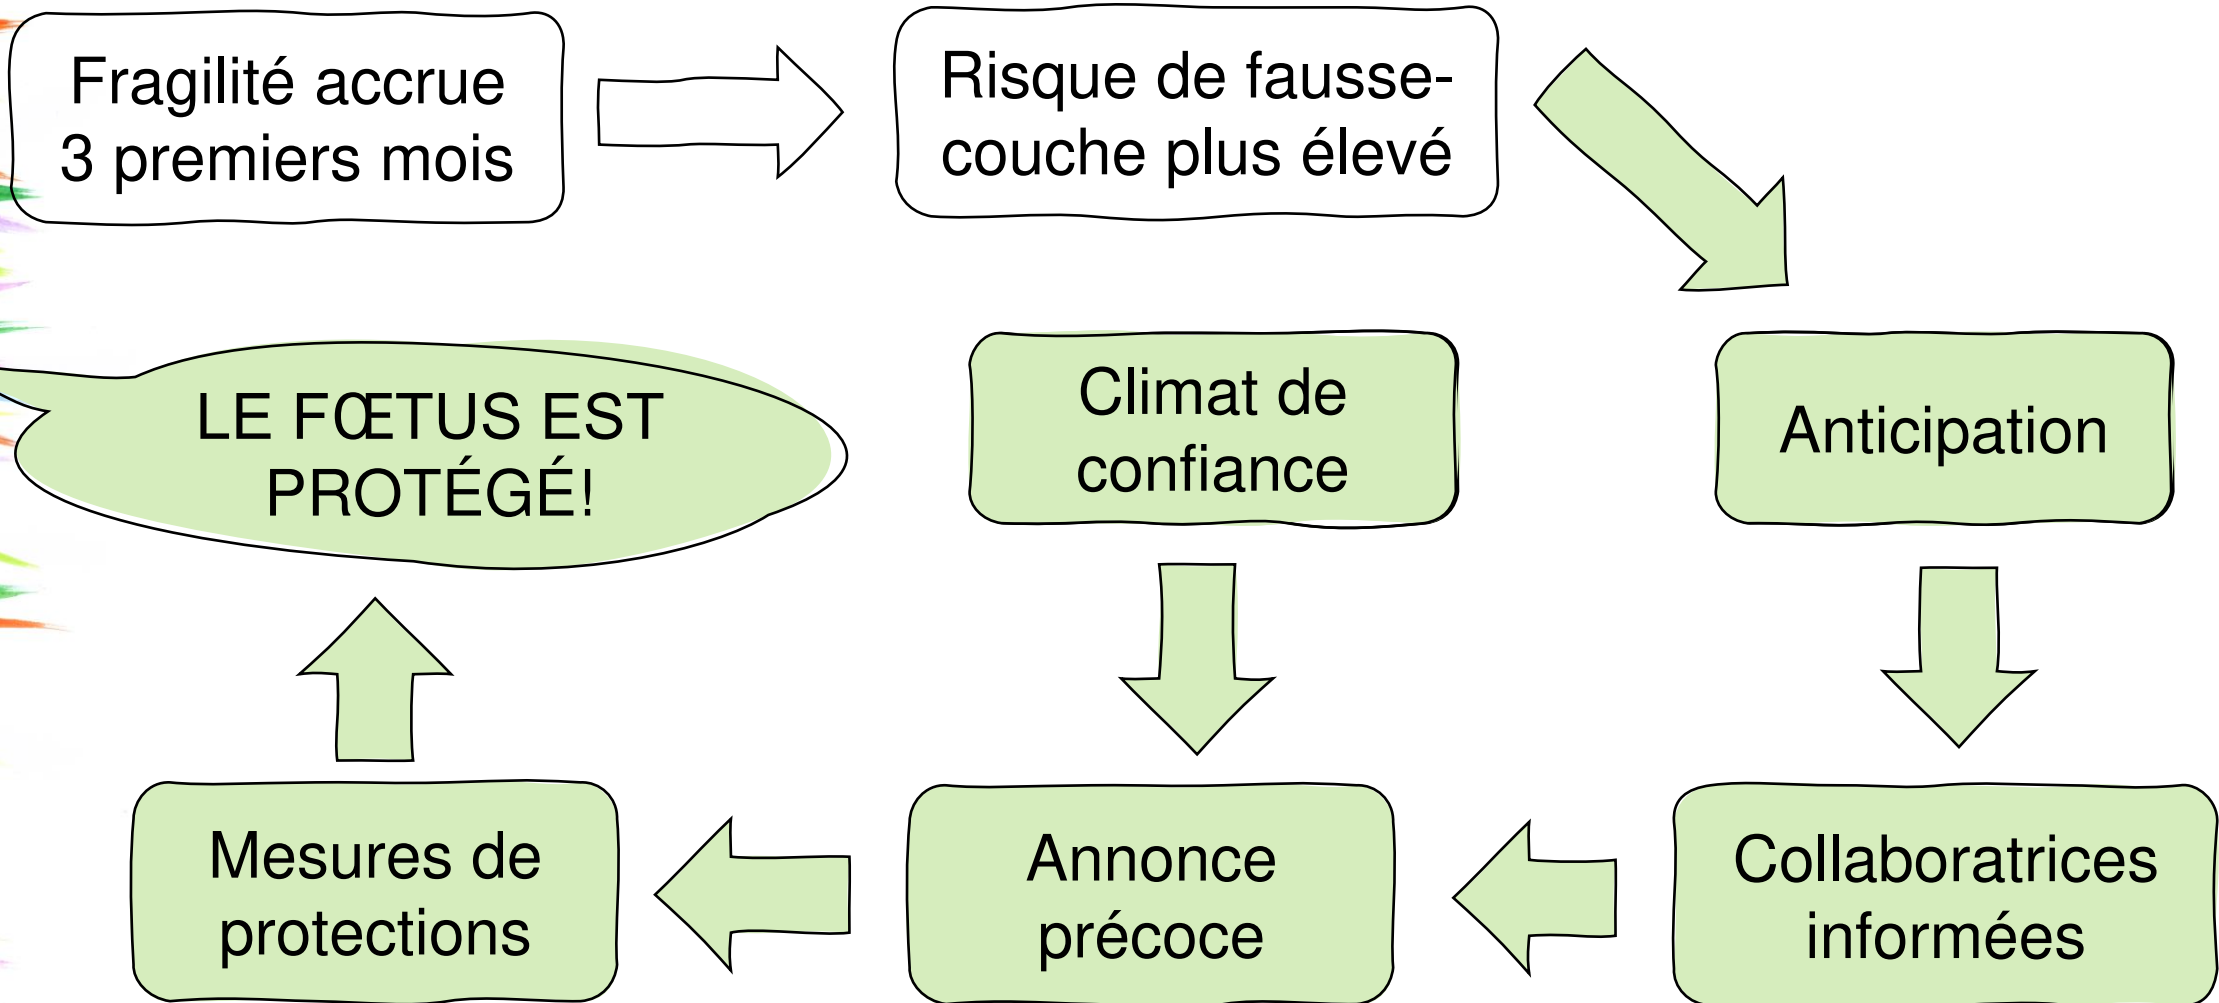 Fragilité accrue
3 premiers mois
Risque de fausse-
couche plus élevé
LE FŒTUS EST
PROTÉGÉ!
Climat de
confiance
Anticipation
Mesures de
protections
Annonce
précoce
Collaboratrices
informées